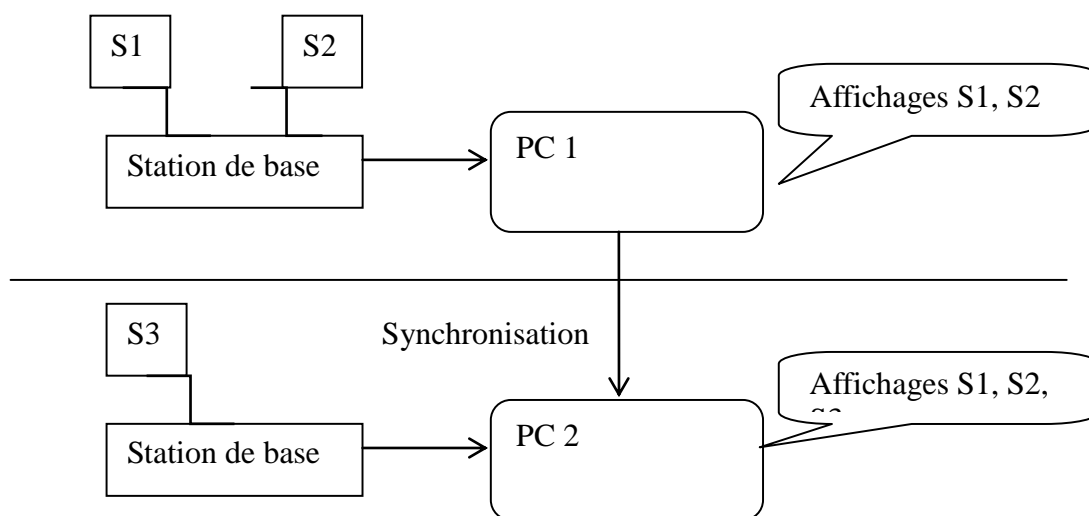 S1
S2
Affichages S1, S2
PC 1
Station de base
S3
Synchronisation
Affichages S1, S2,
PC 2
Station de base